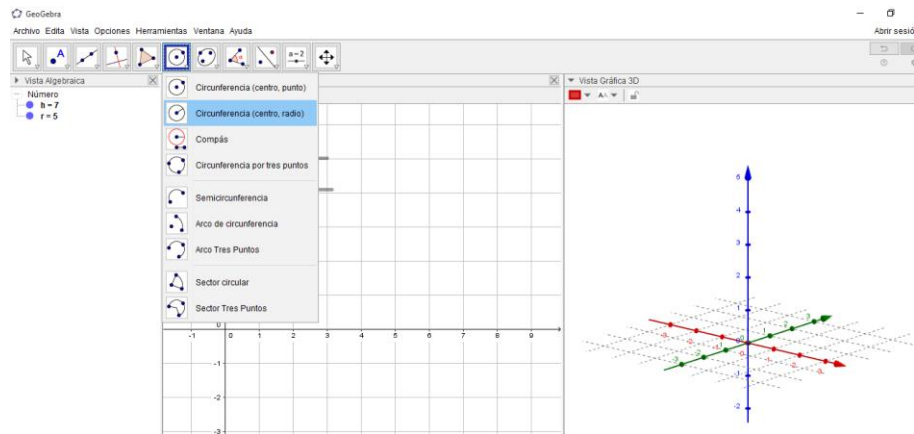 GeoGebra
Archivo Edita Vista Opciones Herramientas Ventana Ayuda
Abrir sesió
a=2
Vista Algebraica
Número
h = 7
r = 5
Circunferencia (centro, punto)
Circunferencia (centro, radio)
Compás
Circunferencia por tres puntos
Semicircunferencia
Arco de circunferencia
Arco Tres Puntos
Sector circular
Sector Tres Puntos
0
-1 0 1 2 3 4 5 6 7 8 9
-1
-2
-3
Vista Gráfica 3D
AA
6
4
3
2
1
-1
-2